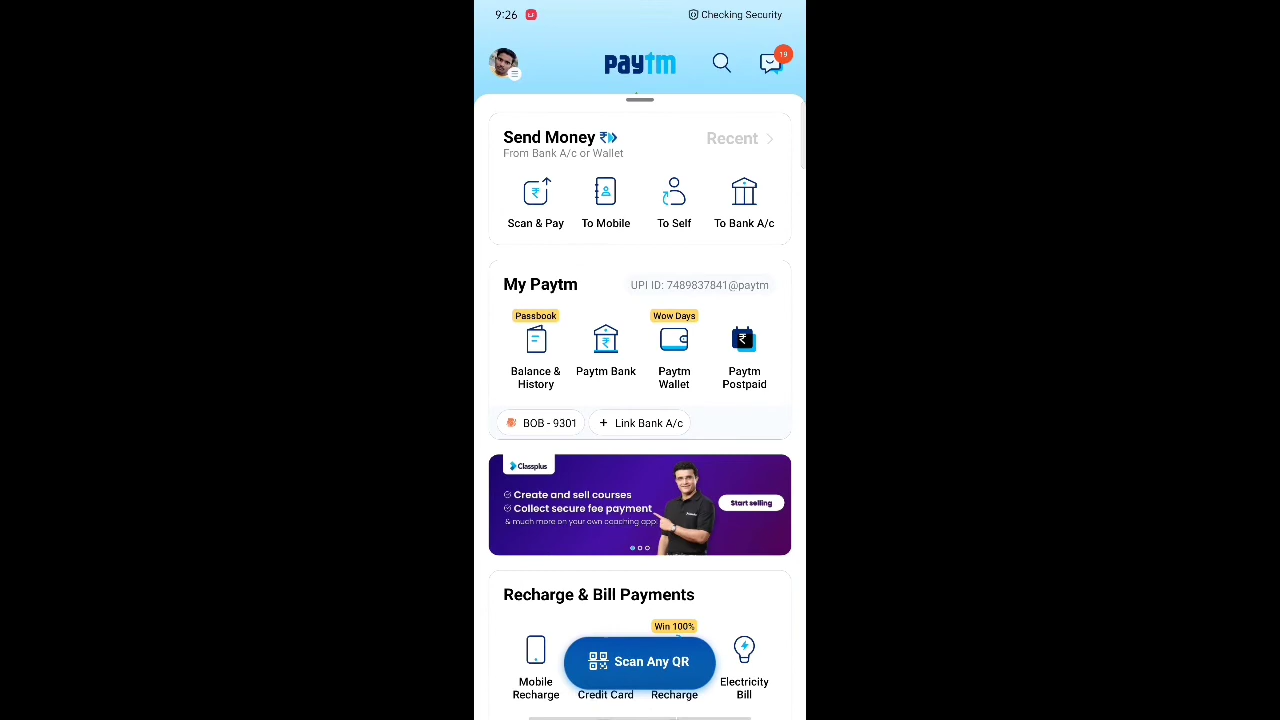 9:26
Checking Security
paytm
19
Send Money
Recent
From Bank A/c or Wallet
Scan & Pay
To Mobile
To Self
To Bank A/c
My Paytm
UPI ID: 7489837841@paytm
Passbook
Wow Days
Balance &
History
Paytm Bank
Paytm
Wallet
Paytm
Postpaid
BOB - 9301
+ Link Bank A/c
Classplus
Create and sell courses
Collect secure fee payment
& much more on your own coaching app
Start selling
Recharge & Bill Payments
Win 100%
Scan Any QR
Mobile
Recharge
Credit Card
Recharge
Electricity
Bill